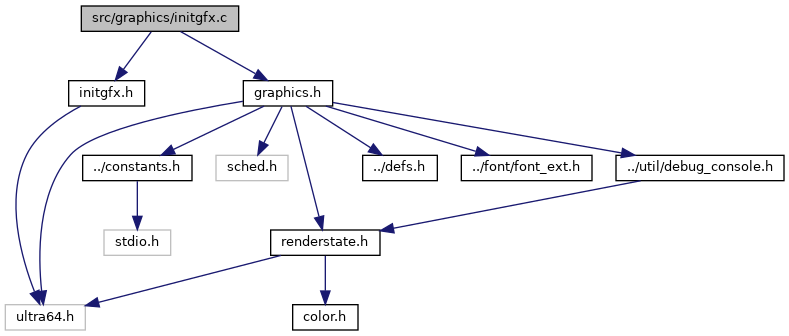 src/graphics/initgfx.c
initgfx.h
graphics.h
../constants.h
sched.h
../defs.h
../font/font_ext.h
../util/debug_console.h
stdio.h
renderstate.h
ultra64.h
color.h